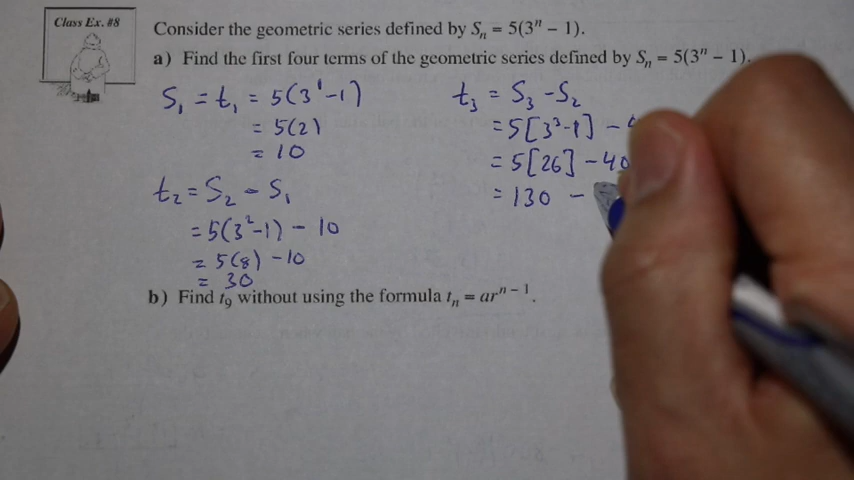 Class Ex. #8
Consider the geometric series defined by Sₙ = 5(3ⁿ − 1).
a) Find the first four terms of the geometric series defined by Sₙ = 5(3ⁿ − 1).
S₁ = t₁ = 5(3¹−1)
= 5(2)
= 10
t₂ = S₂ − S₁
= 5(3²−1) − 10
= 5(8) − 10
= 30
t₃ = S₃ − S₂
= 5[3³−1] −
= 5[26] − 40
= 130 −
b) Find t₉ without using the formula tₙ = arⁿ⁻¹.